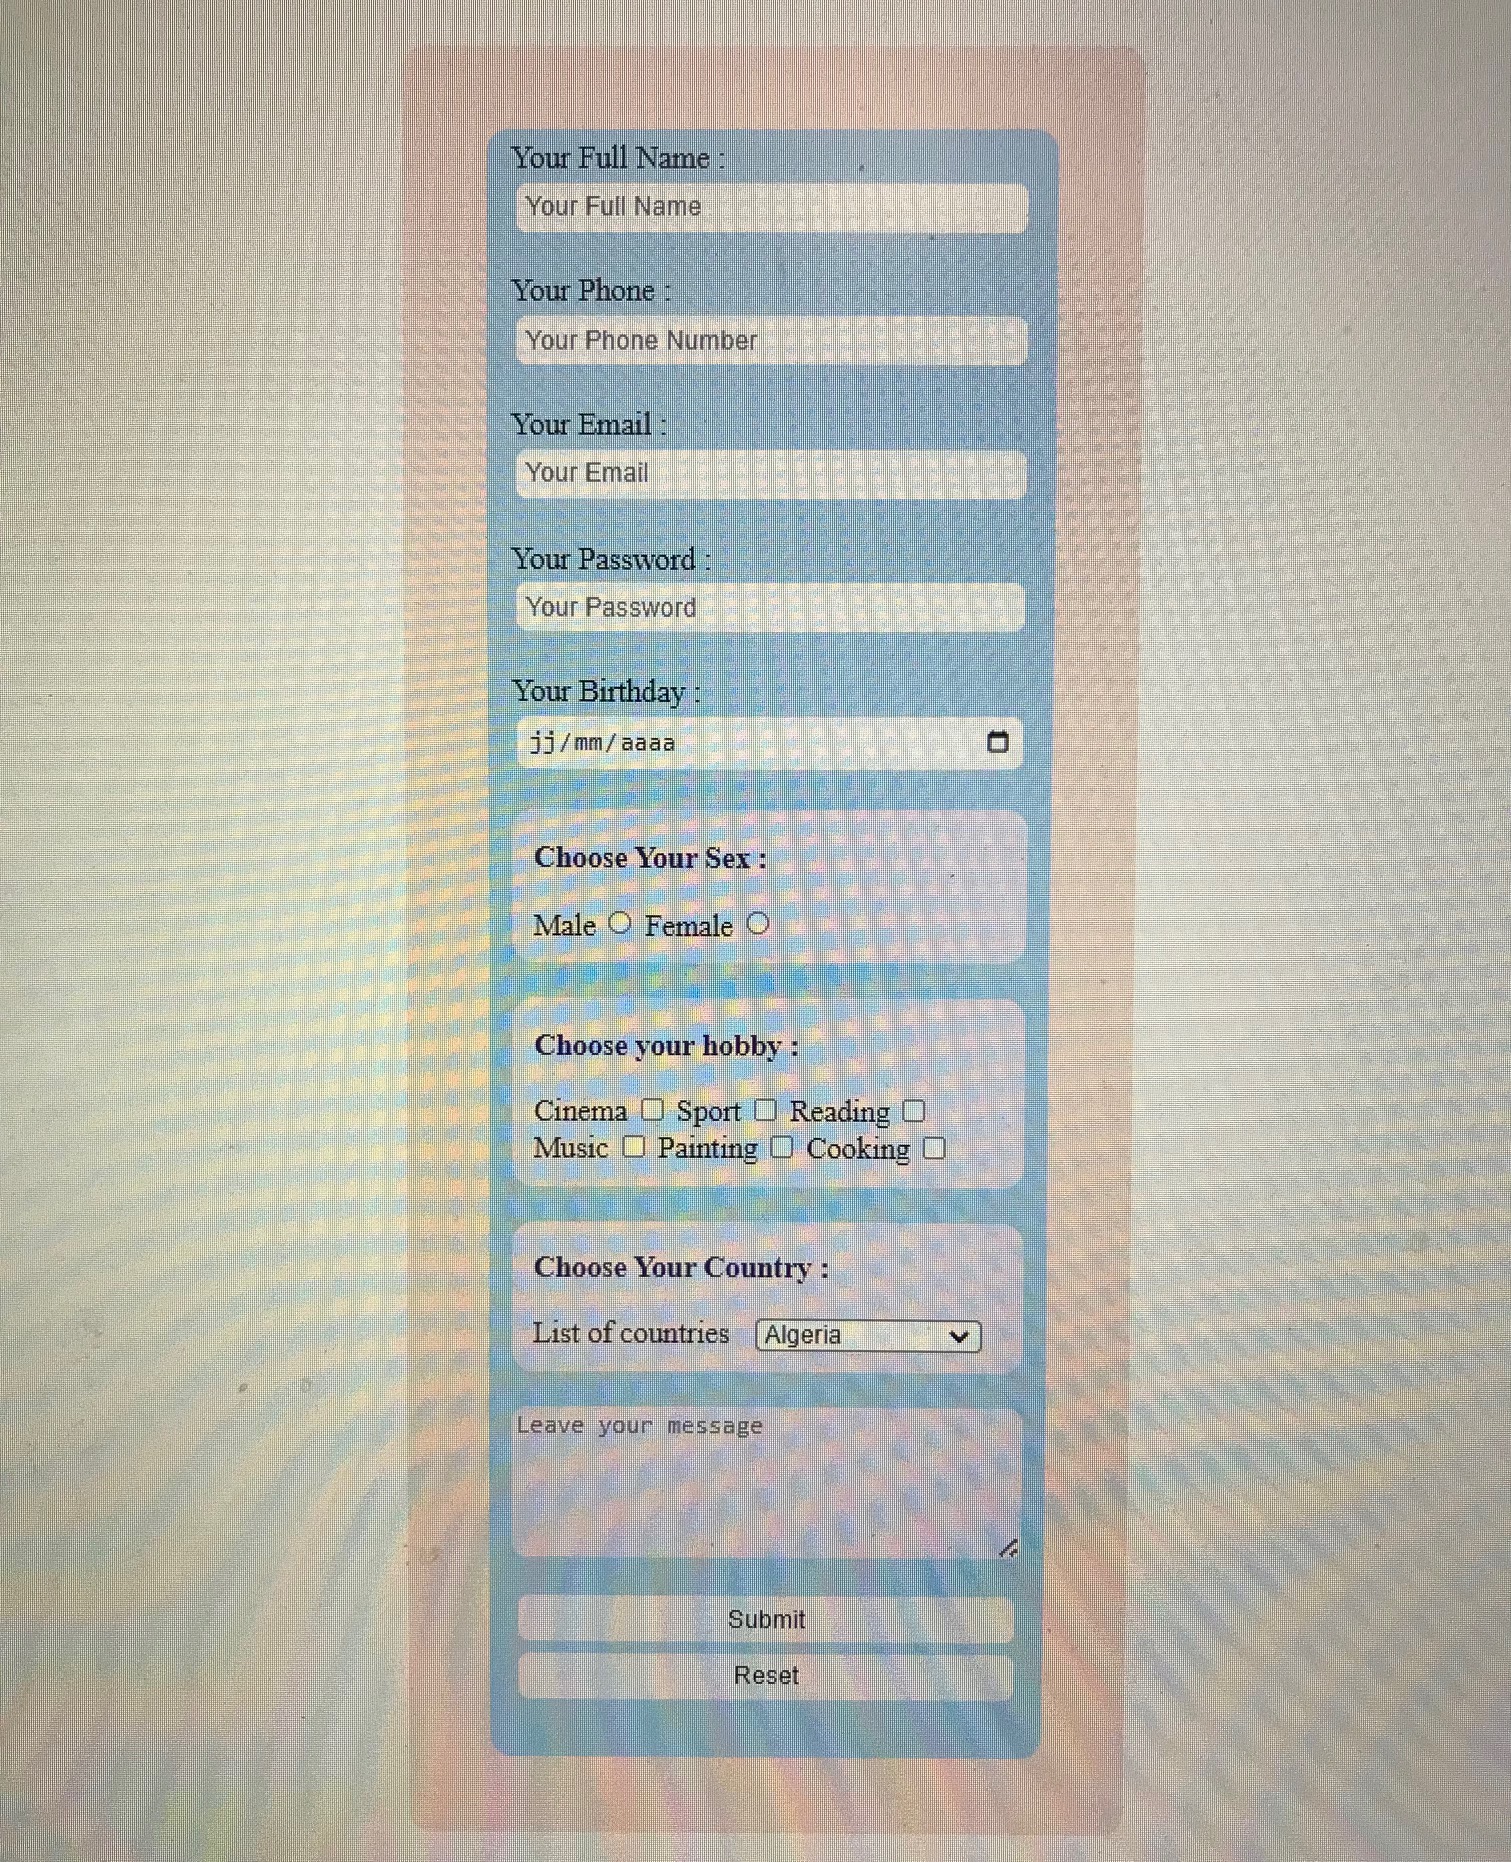 Your Full Name :
Your Full Name
Your Phone :
Your Phone Number
Your Email :
Your Email
Your Password :
Your Password
Your Birthday :
jj/mm/aaaa
Choose Your Sex :
Male Female
Choose your hobby :
Cinema Sport Reading
Music Painting Cooking
Choose Your Country :
List of countries Algeria
Leave your message
Submit
Reset